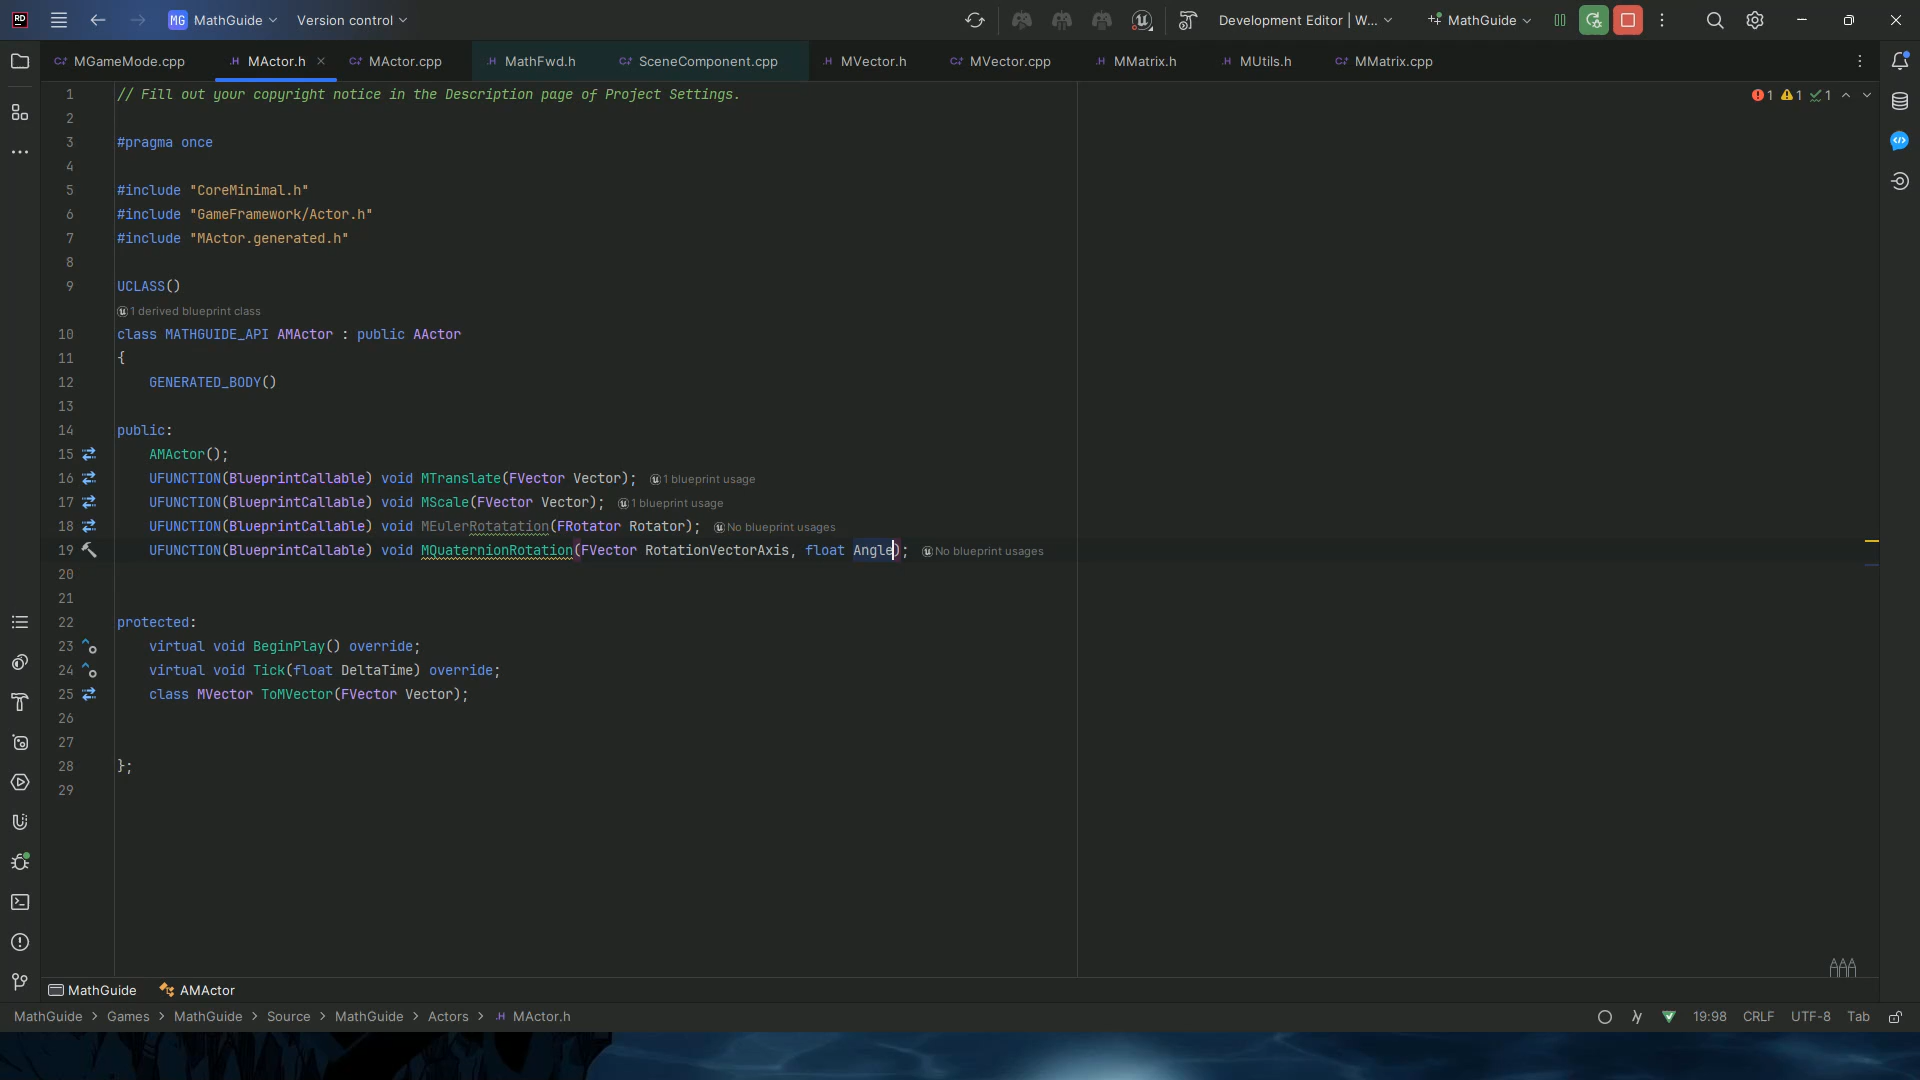 RD MG MathGuide Version control Development Editor | W... MathGuide
MGameMode.cpp .H MActor.h MActor.cpp .H MathFwd.h SceneComponent.cpp .H MVector.h MVector.cpp .H MMatrix.h .H MUtils.h MMatrix.cpp
1 // Fill out your copyright notice in the Description page of Project Settings. 1 1 1
2
3 #pragma once
4
5 #include "CoreMinimal.h"
6 #include "GameFramework/Actor.h"
7 #include "MActor.generated.h"
8
9 UCLASS()
1 derived blueprint class
10 class MATHGUIDE_API AMActor : public AActor
11 {
12 GENERATED_BODY()
13
14 public:
15 AMActor();
16 UFUNCTION(BlueprintCallable) void MTranslate(FVector Vector); 1 blueprint usage
17 UFUNCTION(BlueprintCallable) void MScale(FVector Vector); 1 blueprint usage
18 UFUNCTION(BlueprintCallable) void MEulerRotatation(FRotator Rotator); No blueprint usages
19 UFUNCTION(BlueprintCallable) void MQuaternionRotation(FVector RotationVectorAxis, float Angle); No blueprint usages
20
21
22 protected:
23 virtual void BeginPlay() override;
24 virtual void Tick(float DeltaTime) override;
25 class MVector ToMVector(FVector Vector);
26
27
28 };
29
MathGuide AMActor
MathGuide > Games > MathGuide > Source > MathGuide > Actors > .H MActor.h 19:98 CRLF UTF-8 Tab